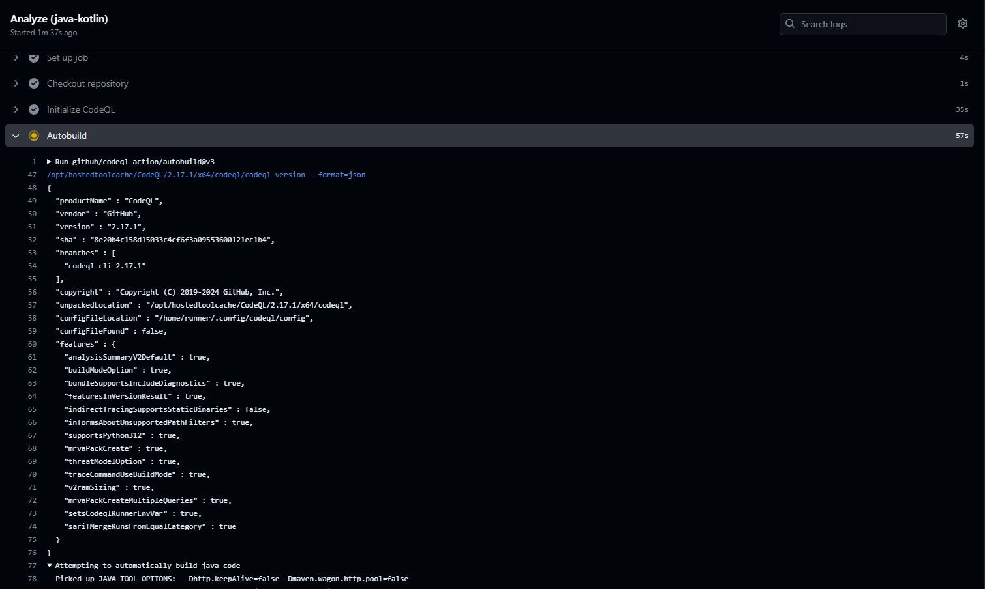 Analyze (java-kotlin)
Started 1m 37s ago
Search logs
Set up job 4s
Checkout repository 1s
Initialize CodeQL 35s
Autobuild 57s
1 Run github/codeql-action/autobuild@v3
47 /opt/hostedtoolcache/CodeQL/2.17.1/x64/codeql/codeql version --format=json
48 {
49 "productName" : "CodeQL",
50 "vendor" : "GitHub",
51 "version" : "2.17.1",
52 "sha" : "8e20b4c158d15033c4cf6f3a09553600121ec1b4",
53 "branches" : [
54 "codeql-cli-2.17.1"
55 ],
56 "copyright" : "Copyright (C) 2019-2024 GitHub, Inc.",
57 "unpackedLocation" : "/opt/hostedtoolcache/CodeQL/2.17.1/x64/codeql",
58 "configFileLocation" : "/home/runner/.config/codeql/config",
59 "configFileFound" : false,
60 "features" : {
61 "analysisSummaryV2Default" : true,
62 "buildModeOption" : true,
63 "bundleSupportsIncludeDiagnostics" : true,
64 "featuresInVersionResult" : true,
65 "indirectTracingSupportsStaticBinaries" : false,
66 "informsAboutUnsupportedPathFilters" : true,
67 "supportsPython312" : true,
68 "mrvaPackCreate" : true,
69 "threatModelOption" : true,
70 "traceCommandUseBuildMode" : true,
71 "v2ramSizing" : true,
72 "mrvaPackCreateMultipleQueries" : true,
73 "setsCodeqlRunnerEnvVar" : true,
74 "sarifMergeRunsFromEqualCategory" : true
75 }
76 }
77 Attempting to automatically build java code
78 Picked up JAVA_TOOL_OPTIONS:  -Dhttp.keepAlive=false -Dmaven.wagon.http.pool=false